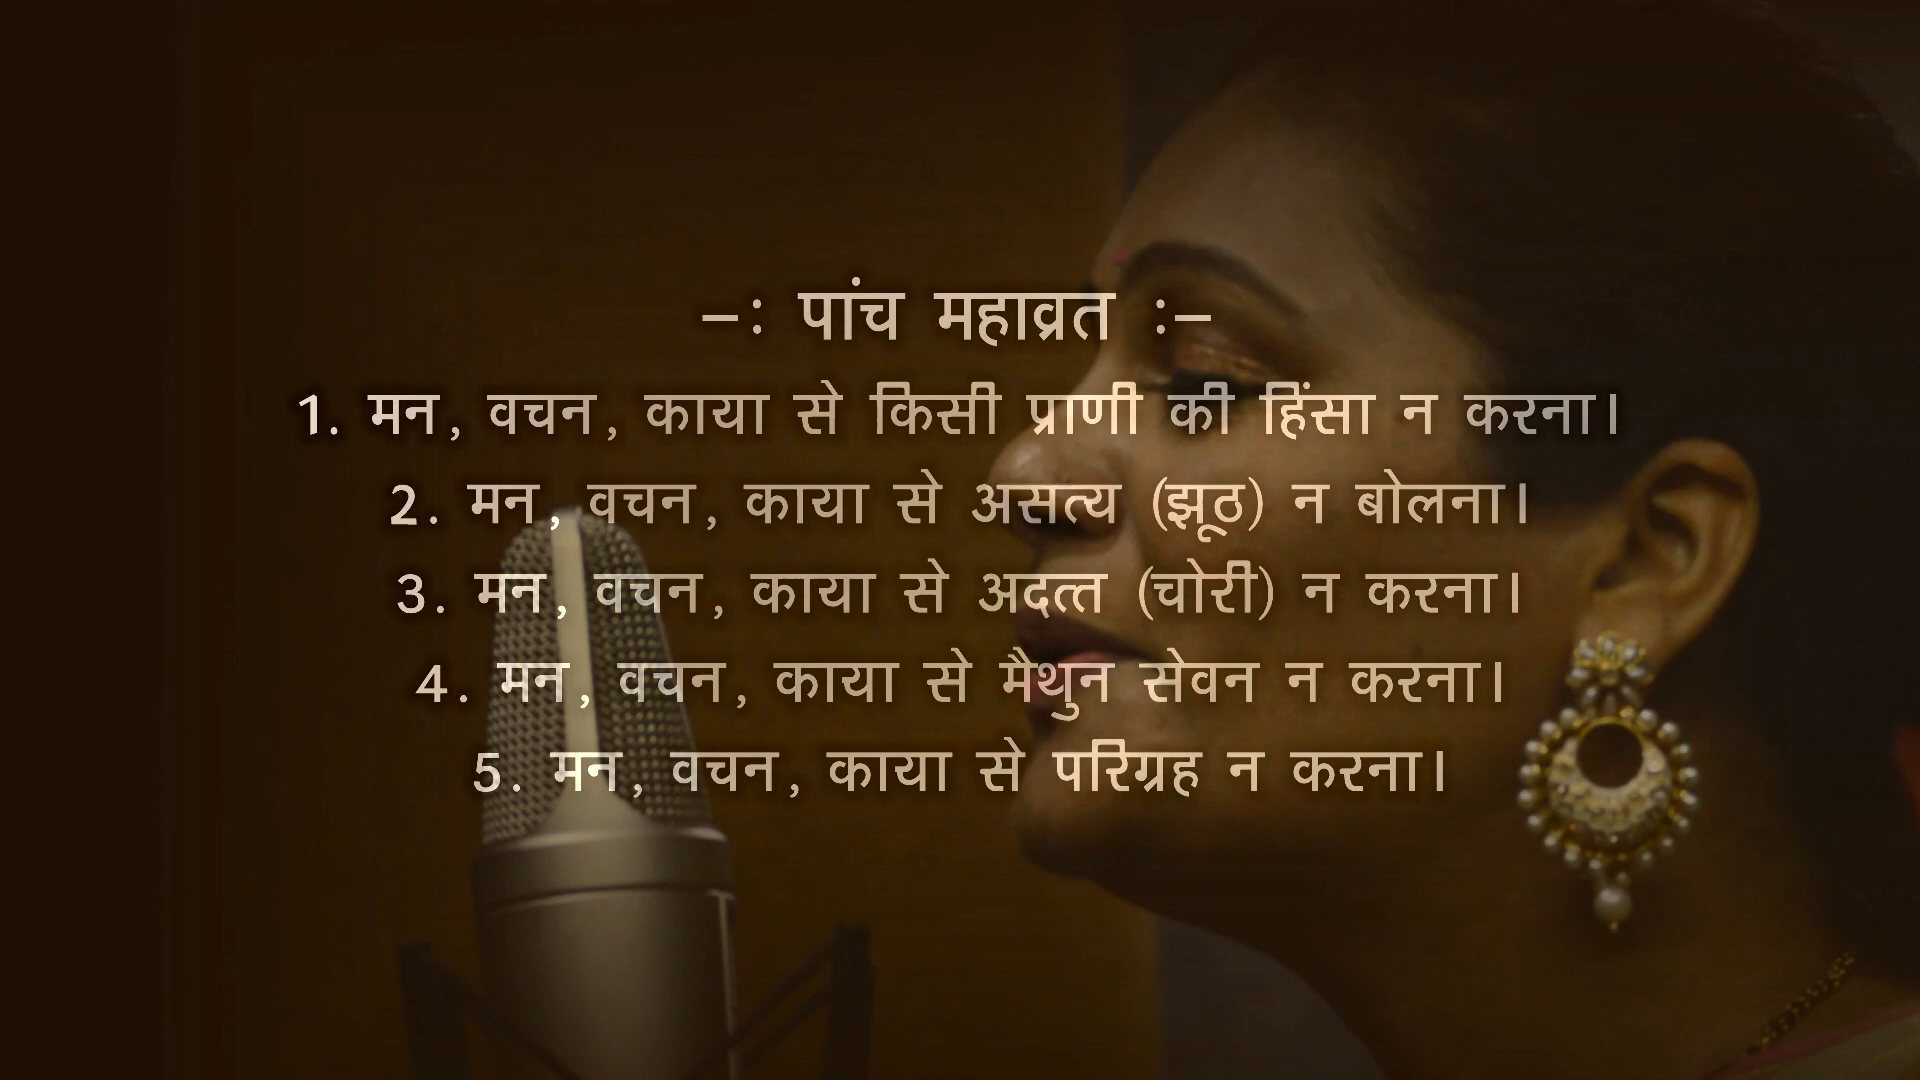 –: पांच महाव्रत :–
1. मन, वचन, काया से किसी प्राणी की हिंसा न करना।
2. मन, वचन, काया से असत्य (झूठ) न बोलना।
3. मन, वचन, काया से अदत्त (चोरी) न करना।
4. मन, वचन, काया से मैथुन सेवन न करना।
5. मन, वचन, काया से परिग्रह न करना।